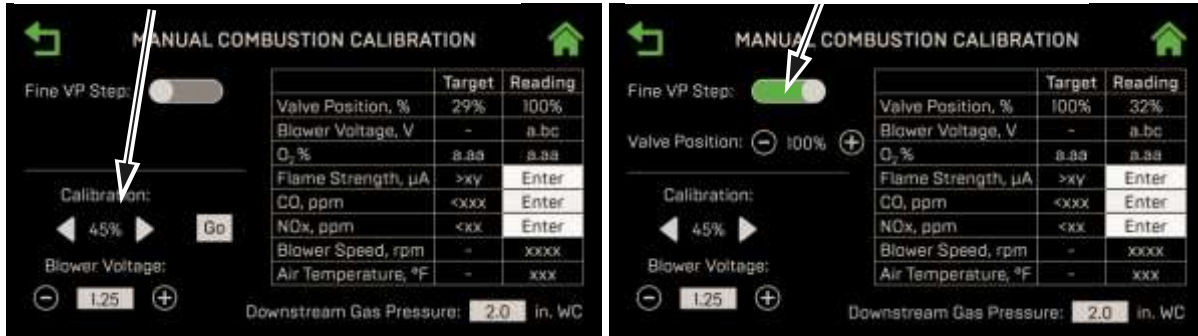 MANUAL COMBUSTION CALIBRATION
Fine VP Step:
Target Reading
Valve Position, % 29% 100%
Blower Voltage, V - a.bc
O₂% a.aa a.aa
Flame Strength, µA >xy Enter
CO, ppm <xxx Enter
NOx, ppm <xx Enter
Blower Speed, rpm - xxxx
Air Temperature, °F - xxx
Calibration:
45% Go
Blower Voltage:
1.25
Downstream Gas Pressure: 2.0 in. WC
MANUAL COMBUSTION CALIBRATION
Fine VP Step:
Valve Position: 100%
Target Reading
Valve Position, % 100% 32%
Blower Voltage, V - a.bc
O₂% a.aa a.aa
Flame Strength, µA >xy Enter
CO, ppm <xxx Enter
NOx, ppm <xx Enter
Blower Speed, rpm - xxxx
Air Temperature, °F - xxx
Calibration:
45%
Blower Voltage:
1.25
Downstream Gas Pressure: 2.0 in. WC